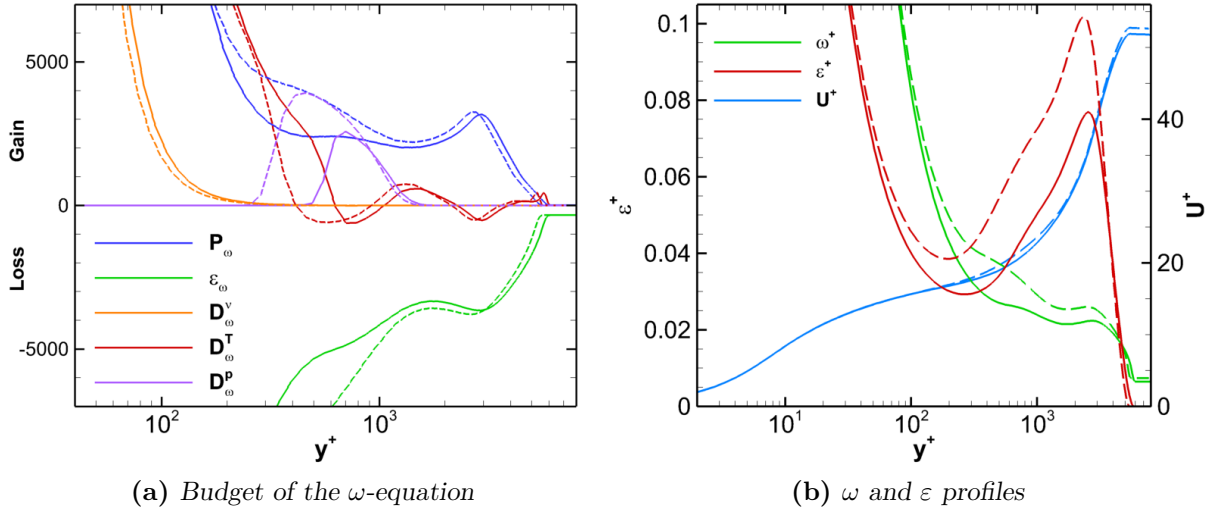 5000
0
-5000
Gain
Loss
P_ω
ε_ω
D_ω^ν
D_ω^T
D_ω^p
10^2
10^3
y^+
(a) Budget of the ω-equation
0.1
0.08
0.06
0.04
0.02
0
ε^+
ω^+
ε^+
U^+
40
20
0
U^+
10^1
10^2
10^3
y^+
(b) ω and ε profiles